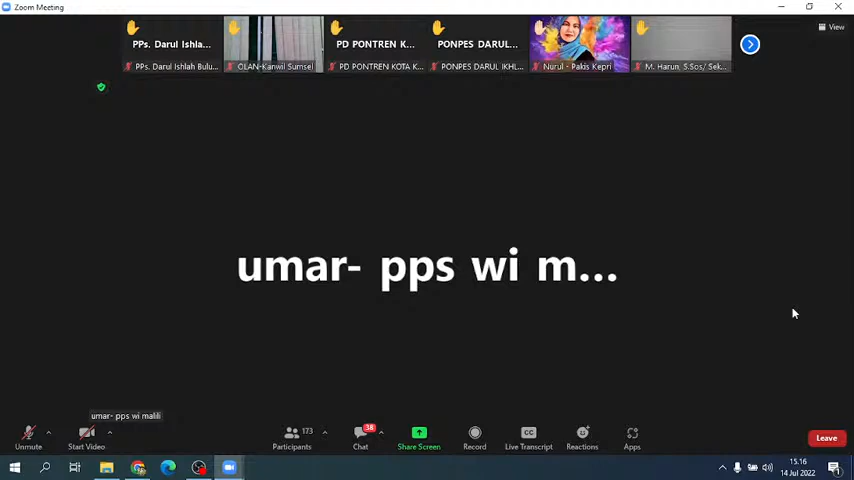 Zoom Meeting
View
PPs. Darul Ishla...
PD PONTREN K...
PONPES DARUL...
PPs. Darul Ishlah Bulu...
OLAN-Kanwil Sumsel
PD PONTREN KOTA K...
PONPES DARUL IKHL...
Nurul - Pakis Kepri
M. Harun, S.Sos/ Sek...
umar- pps wi m...
umar- pps wi malili
173
38
CC
Unmute
Start Video
Participants
Chat
Share Screen
Record
Live Transcript
Reactions
Apps
Leave
15.16
14 Jul 2022
1